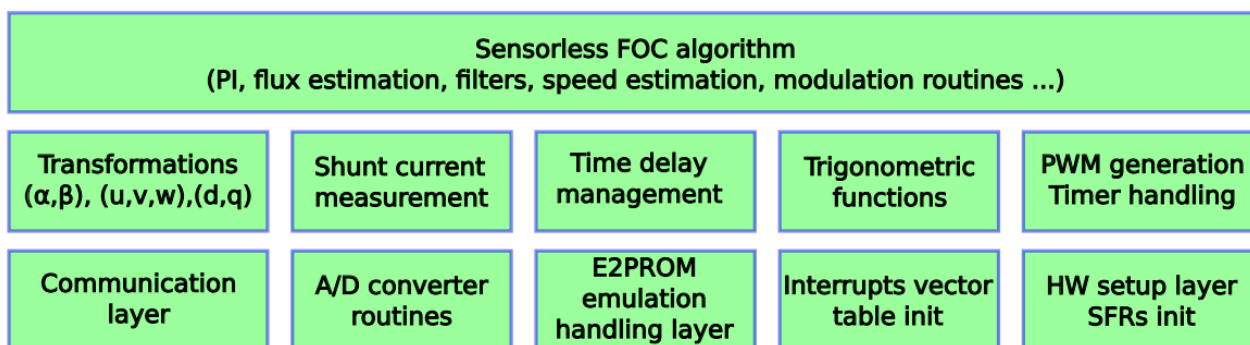 Sensorless FOC algorithm
(PI, flux estimation, filters, speed estimation, modulation routines ...)
Transformations
(α,β), (u,v,w),(d,q)
Shunt current
measurement
Time delay
management
Trigonometric
functions
PWM generation
Timer handling
Communication
layer
A/D converter
routines
E2PROM
emulation
handling layer
Interrupts vector
table init
HW setup layer
SFRs init